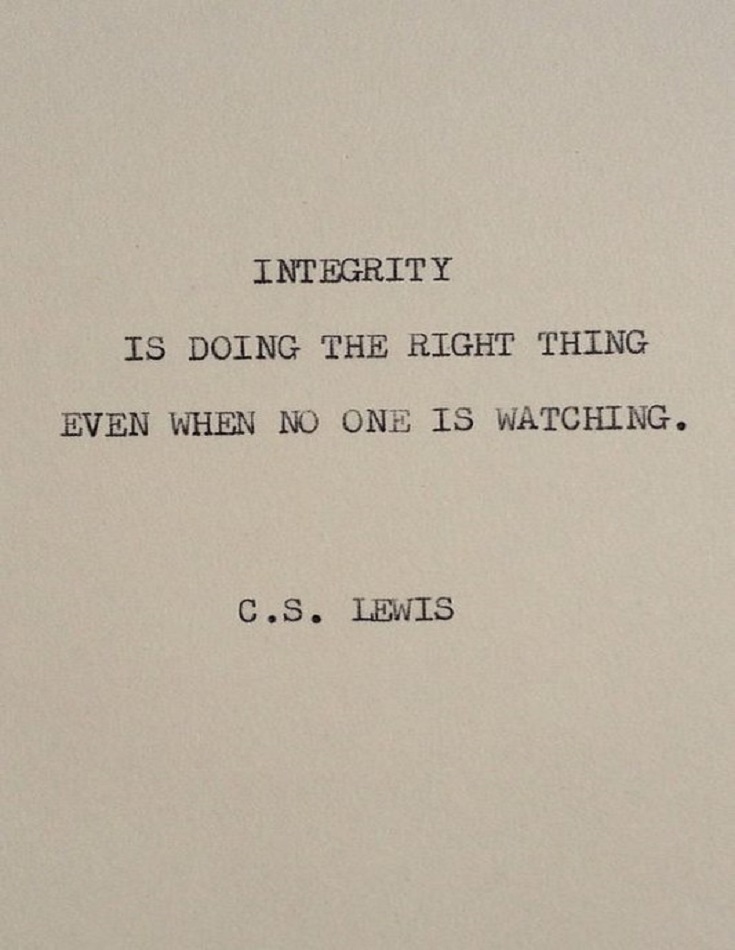 INTEGRITY
IS DOING THE RIGHT THING
EVEN WHEN NO ONE IS WATCHING.
C.S. LEWIS